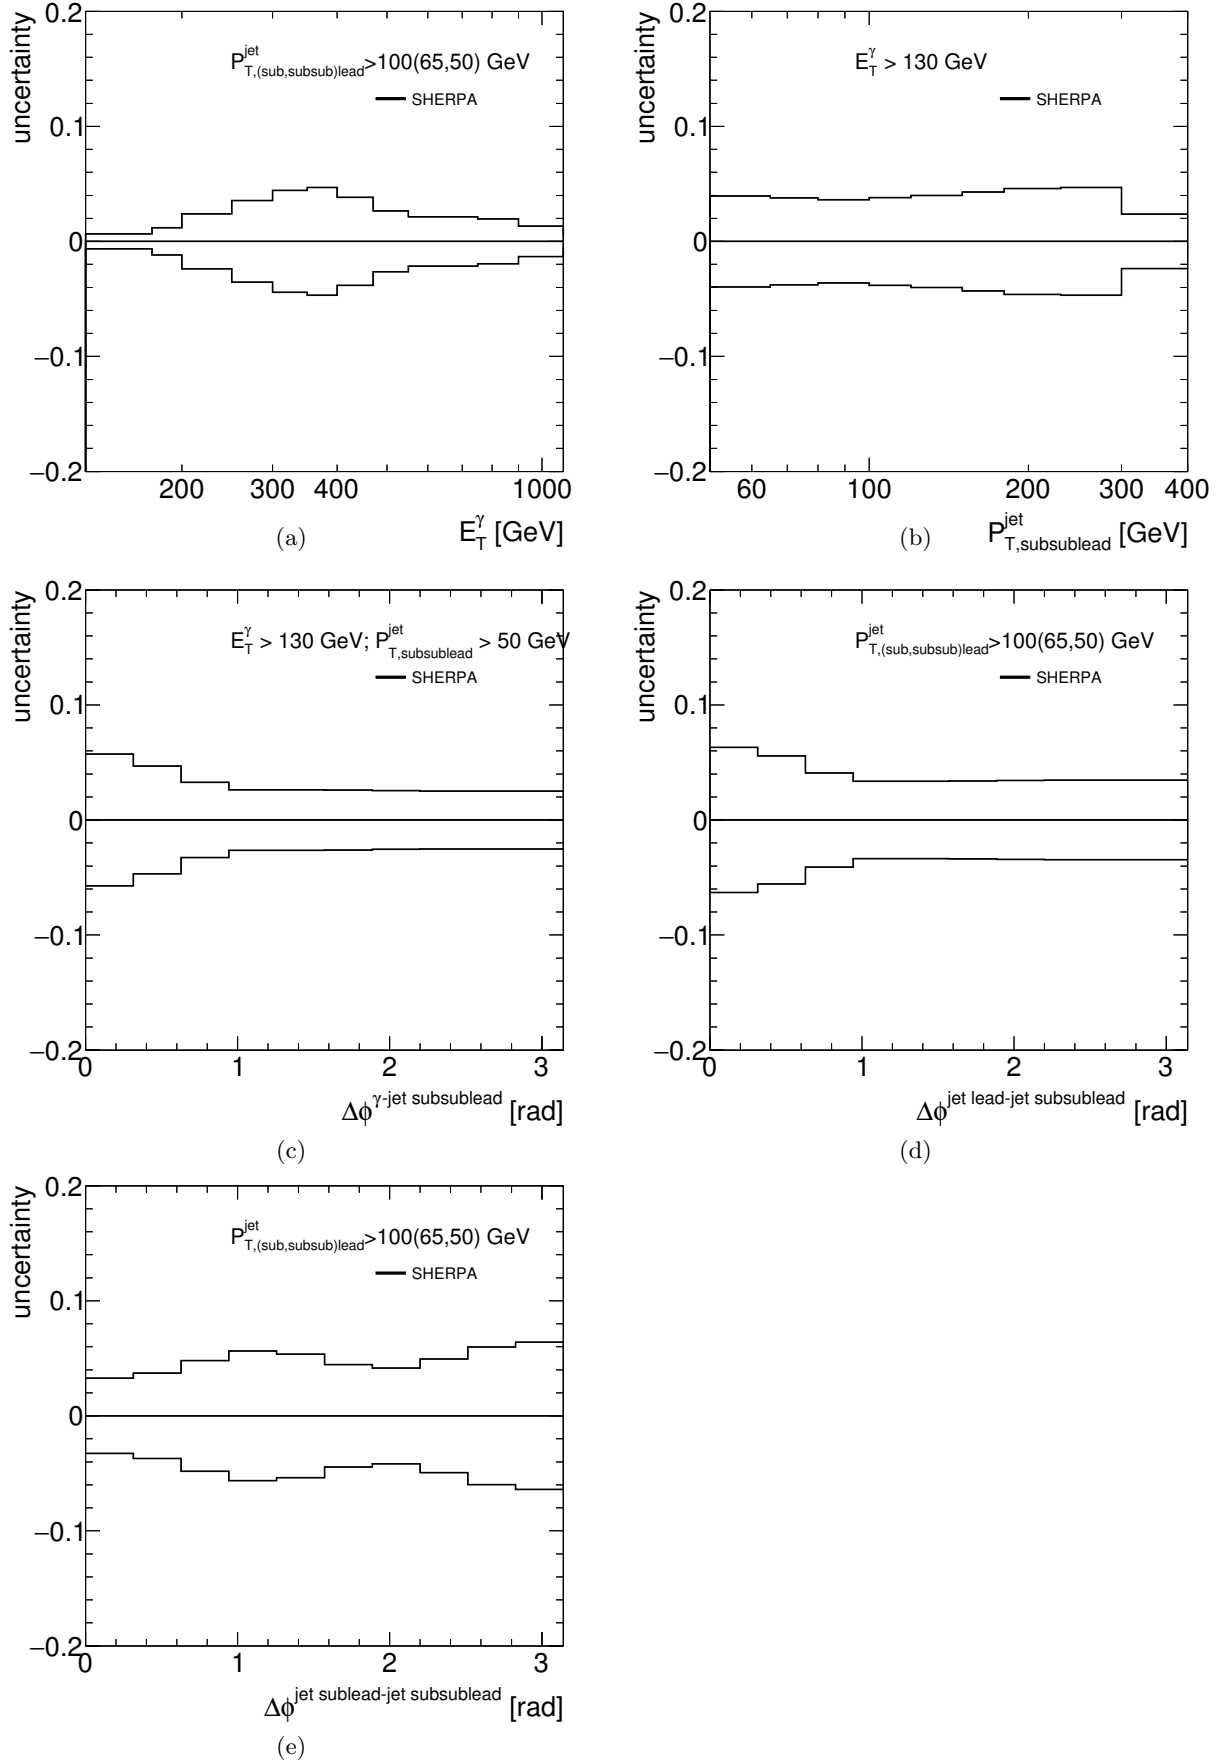 uncertainty
0.2
0.1
0
−0.1
−0.2
P_{T,(sub,subsub)lead}^{jet}>100(65,50) GeV
SHERPA
200 300 400 1000
E_T^γ [GeV]
(a)
uncertainty
0.2
0.1
0
−0.1
−0.2
E_T^γ > 130 GeV
SHERPA
60 100 200 300 400
P_{T,subsublead}^{jet} [GeV]
(b)
uncertainty
0.2
0.1
0
−0.1
−0.2
E_T^γ > 130 GeV; P_{T,subsublead}^{jet} > 50 GeV
SHERPA
0 1 2 3
Δϕ^{γ-jet subsublead} [rad]
(c)
uncertainty
0.2
0.1
0
−0.1
−0.2
P_{T,(sub,subsub)lead}^{jet}>100(65,50) GeV
SHERPA
0 1 2 3
Δϕ^{jet lead-jet subsublead} [rad]
(d)
uncertainty
0.2
0.1
0
−0.1
−0.2
P_{T,(sub,subsub)lead}^{jet}>100(65,50) GeV
SHERPA
0 1 2 3
Δϕ^{jet sublead-jet subsublead} [rad]
(e)